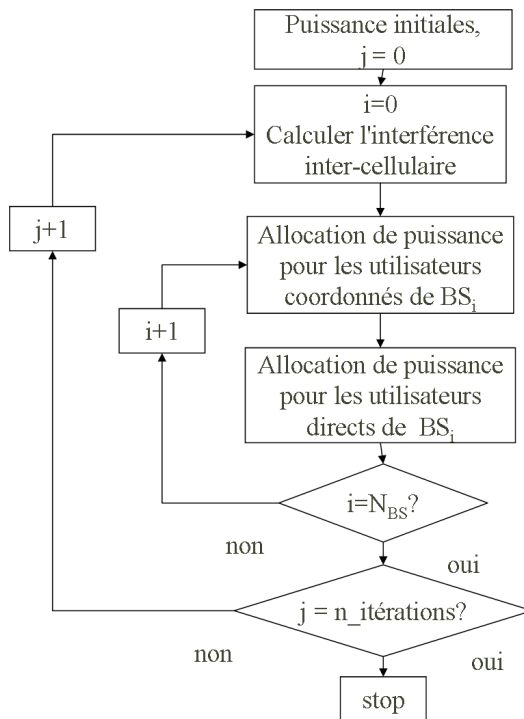 Puissance initiales,
j = 0
i=0
Calculer l'interférence
inter-cellulaire
j+1
Allocation de puissance
pour les utilisateurs
coordonnés de BSi
i+1
Allocation de puissance
pour les utilisateurs
directs de BSi
i=NBS?
non
oui
j = n_itérations?
non
oui
stop